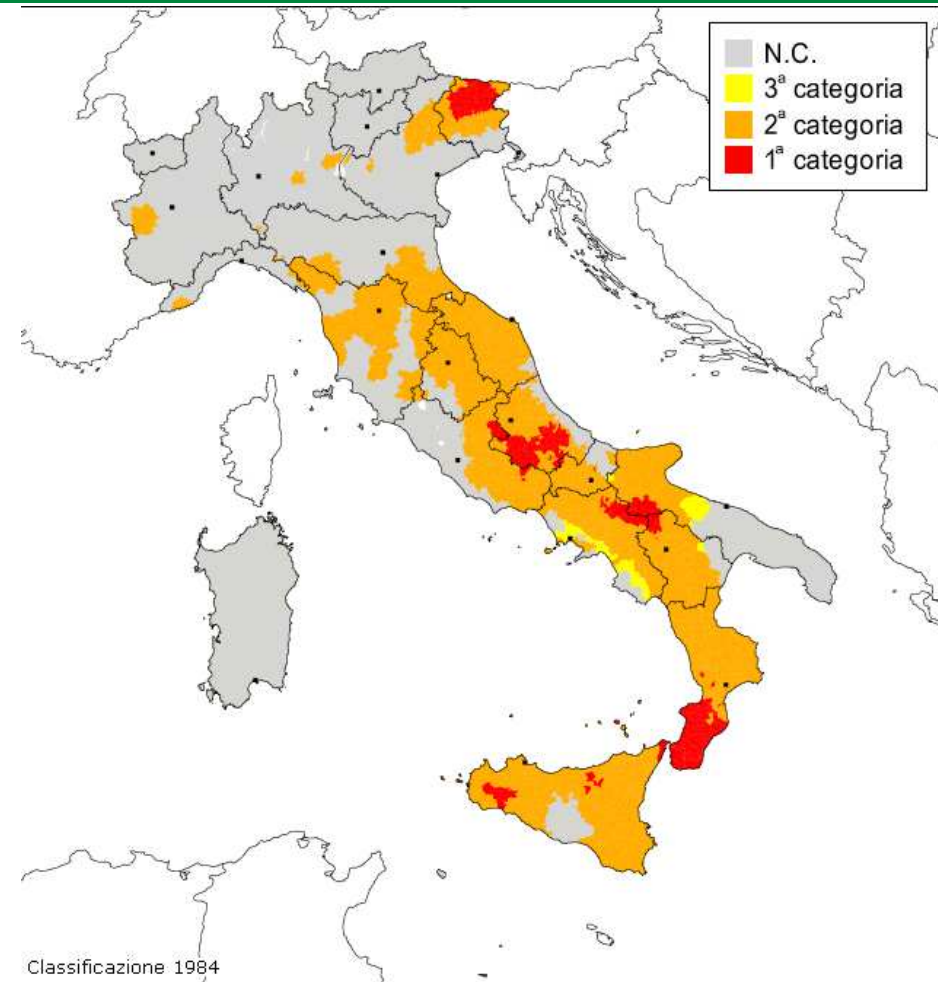 N.C.
3ª categoria
2ª categoria
1ª categoria
Classificazione 1984